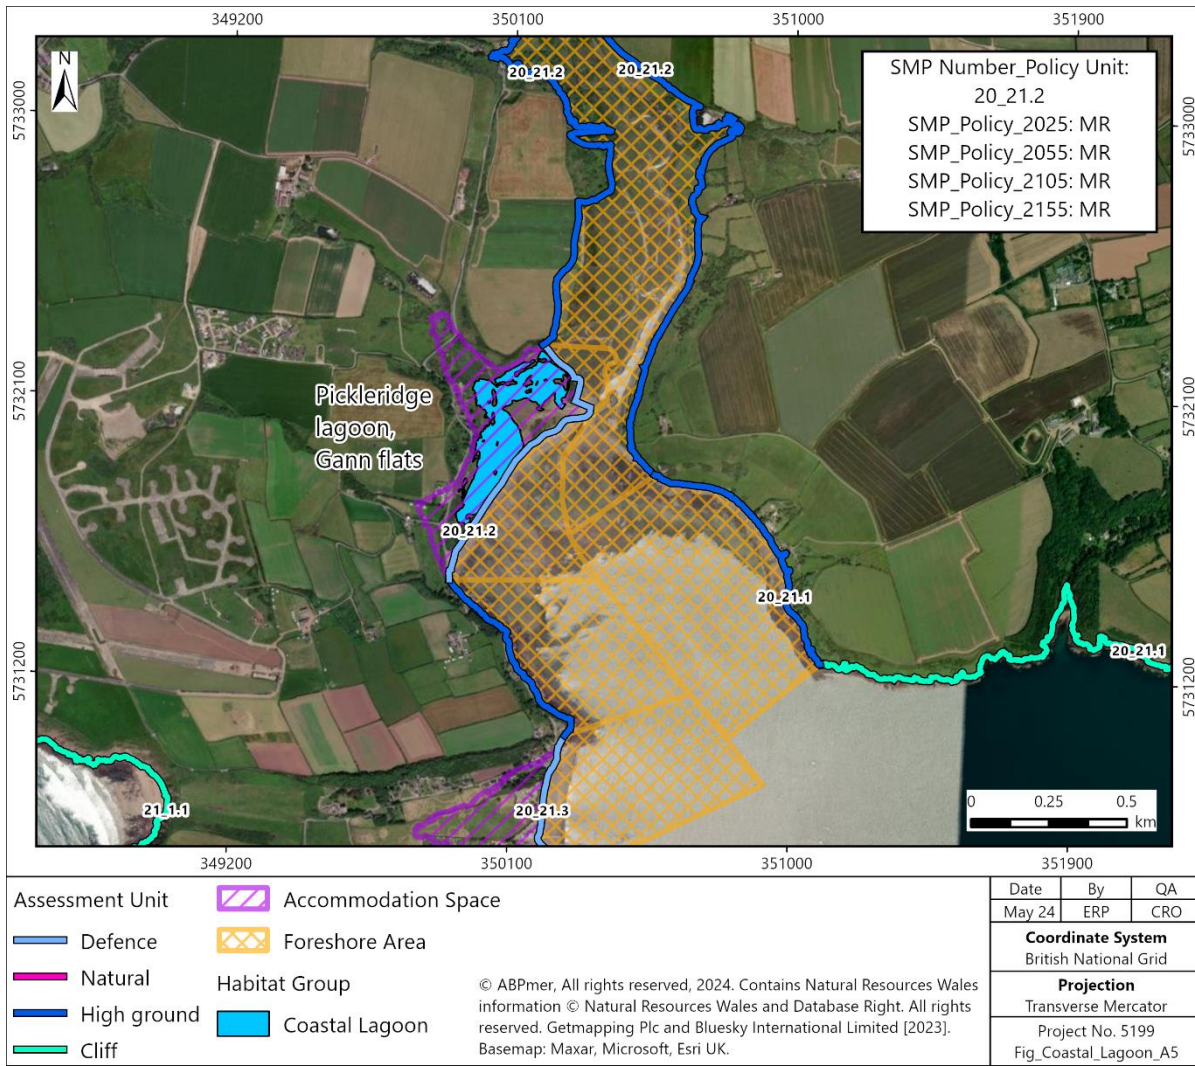 349200
350100
351000
351900
N
5733000
5732100
5731200
5733000
5732100
5731200
SMP Number_Policy Unit:
20_21.2
SMP_Policy_2025: MR
SMP_Policy_2055: MR
SMP_Policy_2105: MR
SMP_Policy_2155: MR
20_21.2
20_21.2
Pickleridge
lagoon,
Gann flats
20_21.2
20_21.1
20_21.1
21_1.1
20_21.3
0 0.25 0.5
km
349200
350100
351000
351900
Assessment Unit
Defence
Natural
High ground
Cliff
Accommodation Space
Foreshore Area
Habitat Group
Coastal Lagoon
© ABPmer, All rights reserved, 2024. Contains Natural Resources Wales
information © Natural Resources Wales and Database Right. All rights
reserved. Getmapping Plc and Bluesky International Limited [2023].
Basemap: Maxar, Microsoft, Esri UK.
Date By QA
May 24 ERP CRO
Coordinate System
British National Grid
Projection
Transverse Mercator
Project No. 5199
Fig_Coastal_Lagoon_A5